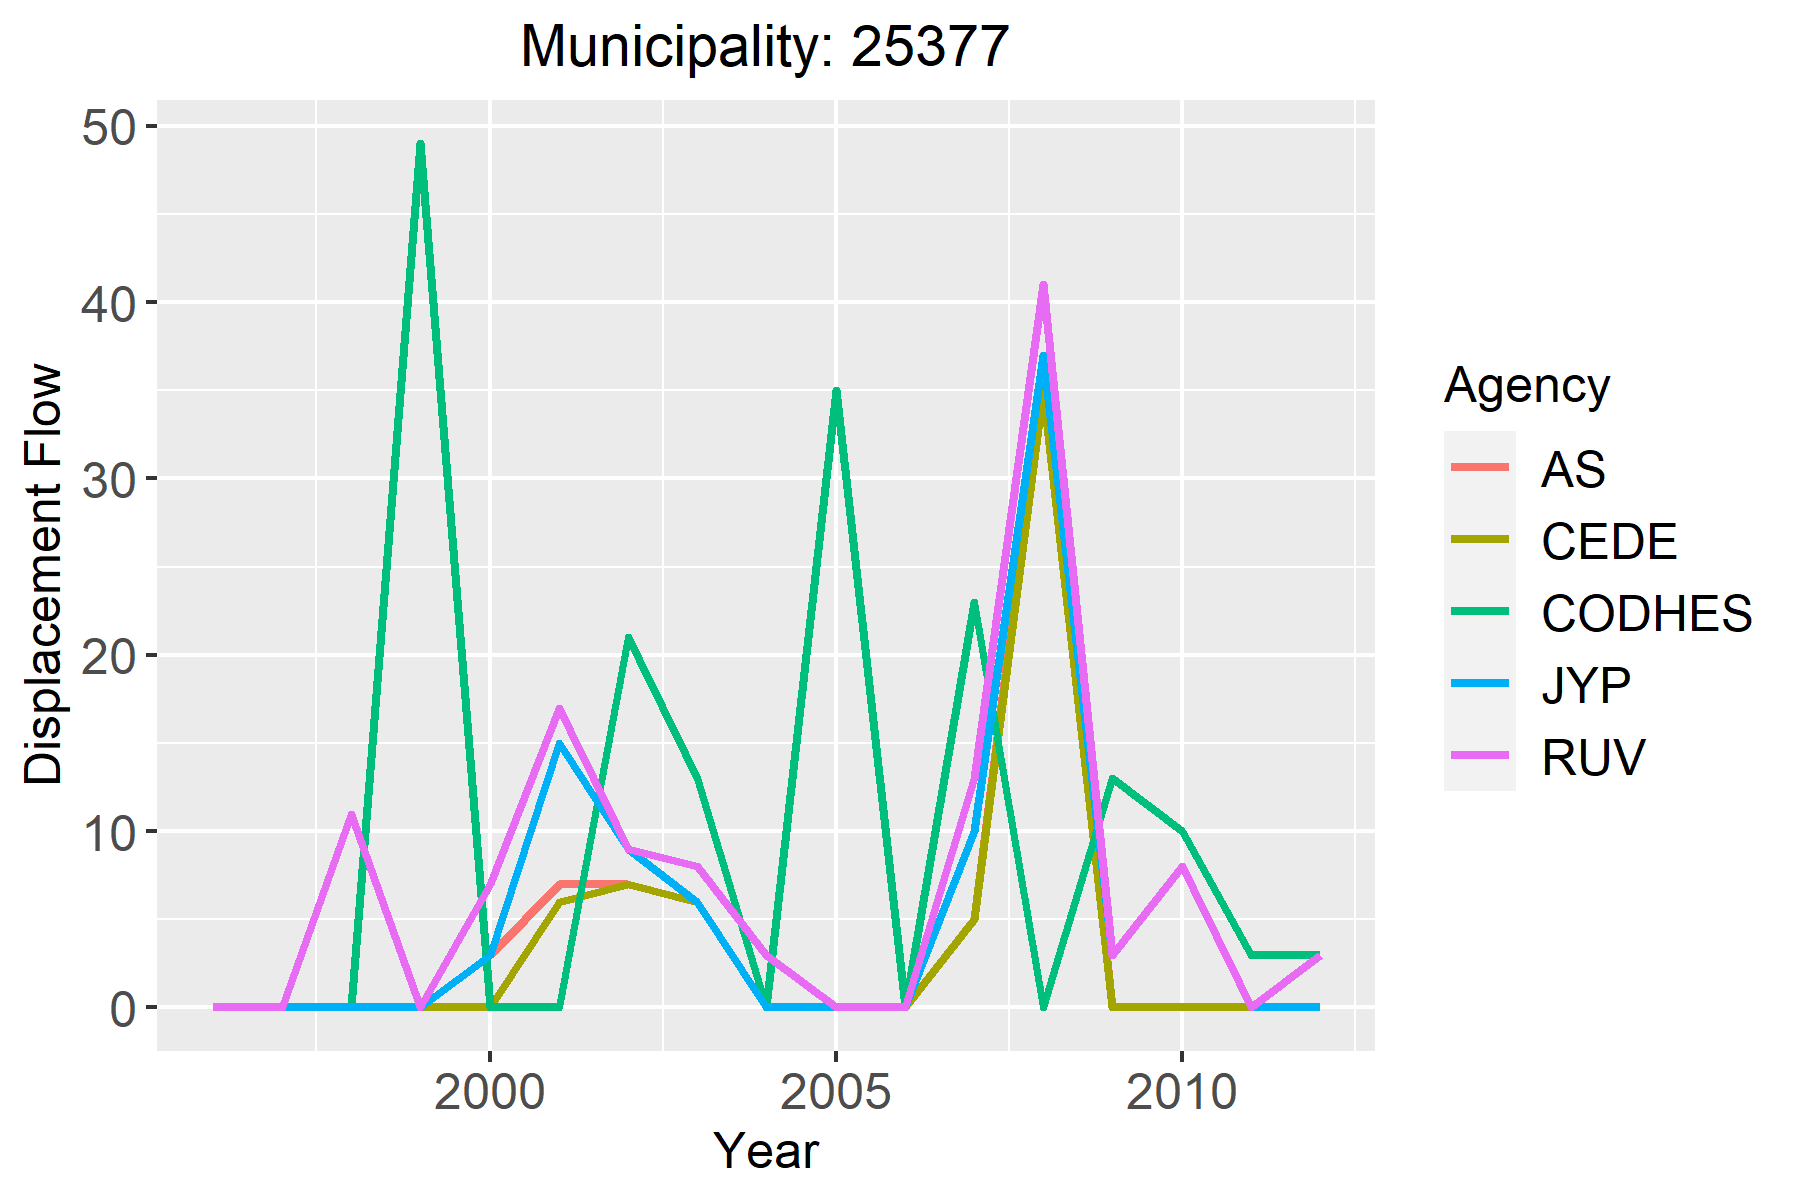 Municipality: 25377
50
40
30
20
10
0
Displacement Flow
2000 2005 2010
Year
Agency
AS
CEDE
CODHES
JYP
RUV